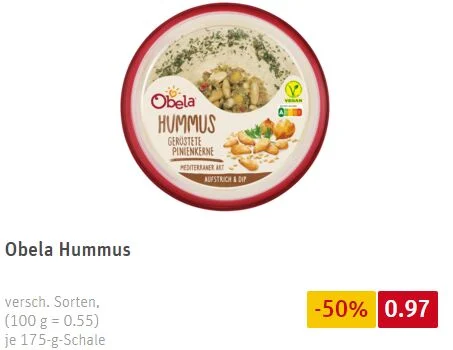 Obela
HUMMUS
GERÖSTETE
PINIENKERNE
MEDITERRANER ART
AUFSTRICH & DIP
VEGAN
Obela Hummus
versch. Sorten,
(100 g = 0.55)
je 175-g-Schale
-50% 0.97